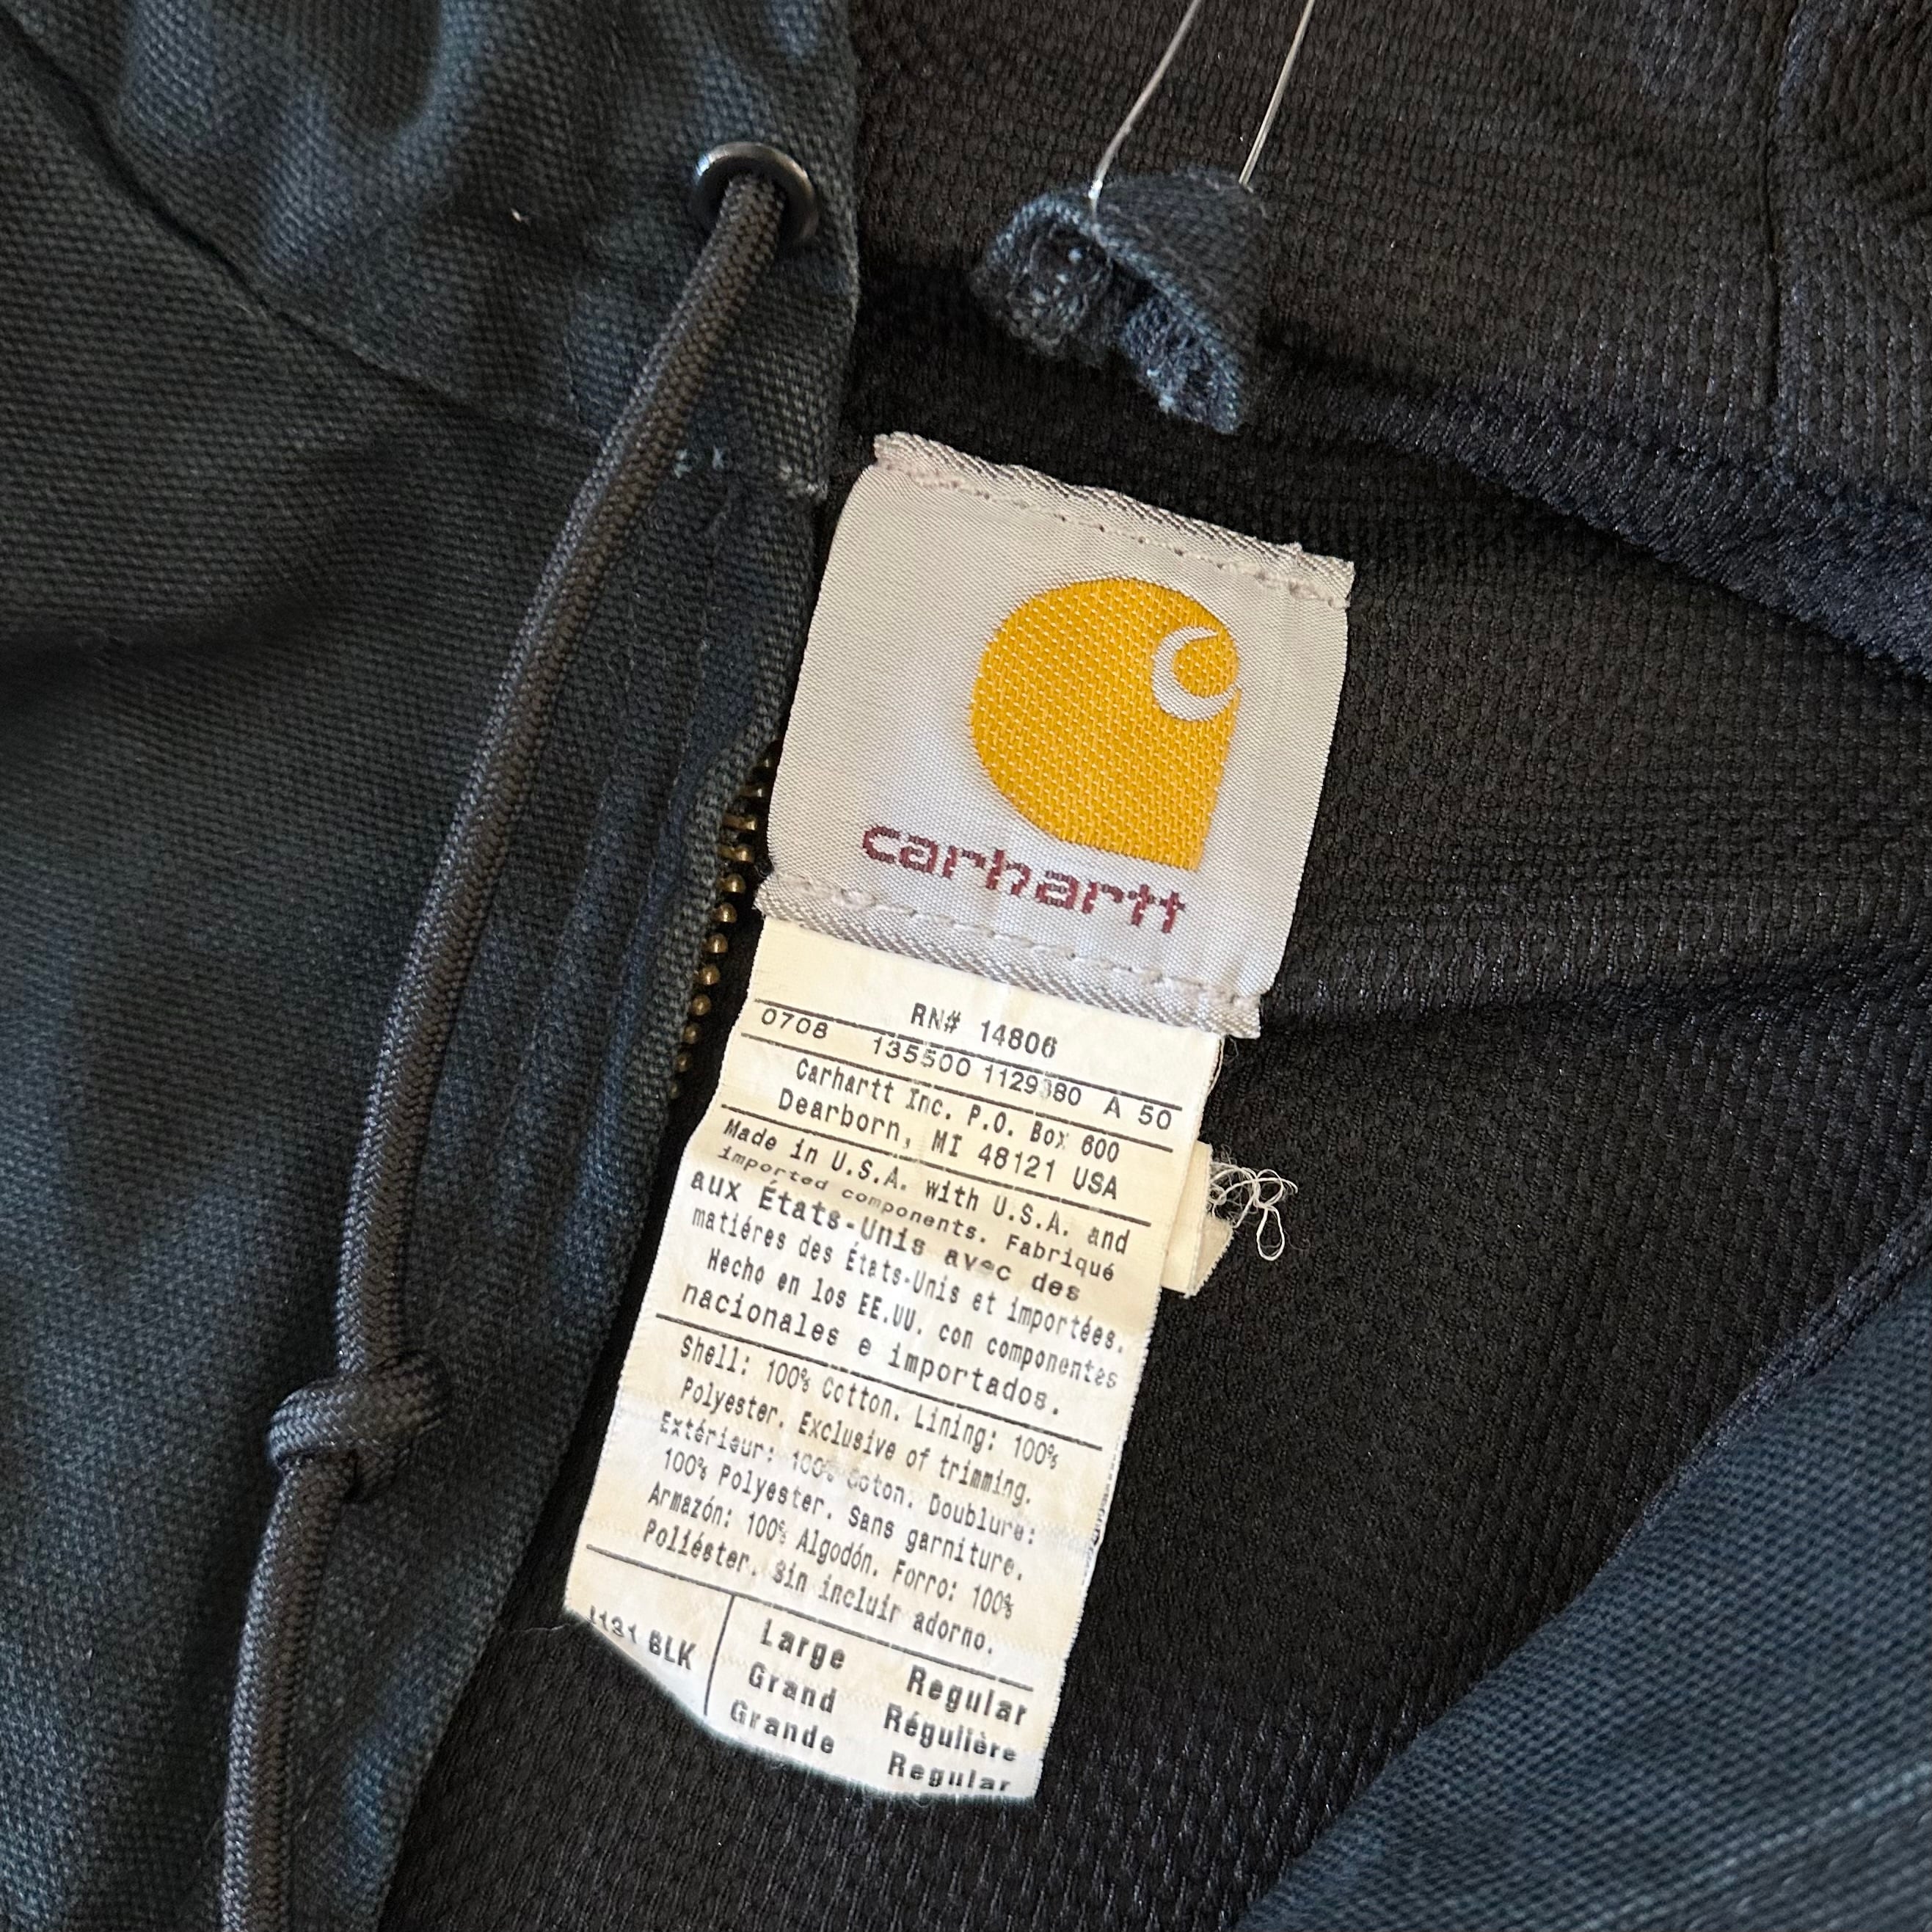 carhartt
RN# 14806
0708 135500 1129380 A 50
Carhartt Inc. P.O. Box 600
Dearborn, MI 48121 USA
Made in U.S.A. with U.S.A. and
imported components. Fabriqué
aux États-Unis avec des
matiéres des États-Unis et importées.
Hecho en los EE.UU. con componentes
nacionales e importados.
Shell: 100% Cotton. Lining: 100%
Polyester. Exclusive of trimming.
Extérieur: 100% Coton. Doublure:
100% Polyester. Sans garniture.
Armazón: 100% Algodón. Forro: 100%
Poliéster. Sin incluir adorno.
J131 BLK Large Regular
Grand Régulière
Grande Regular